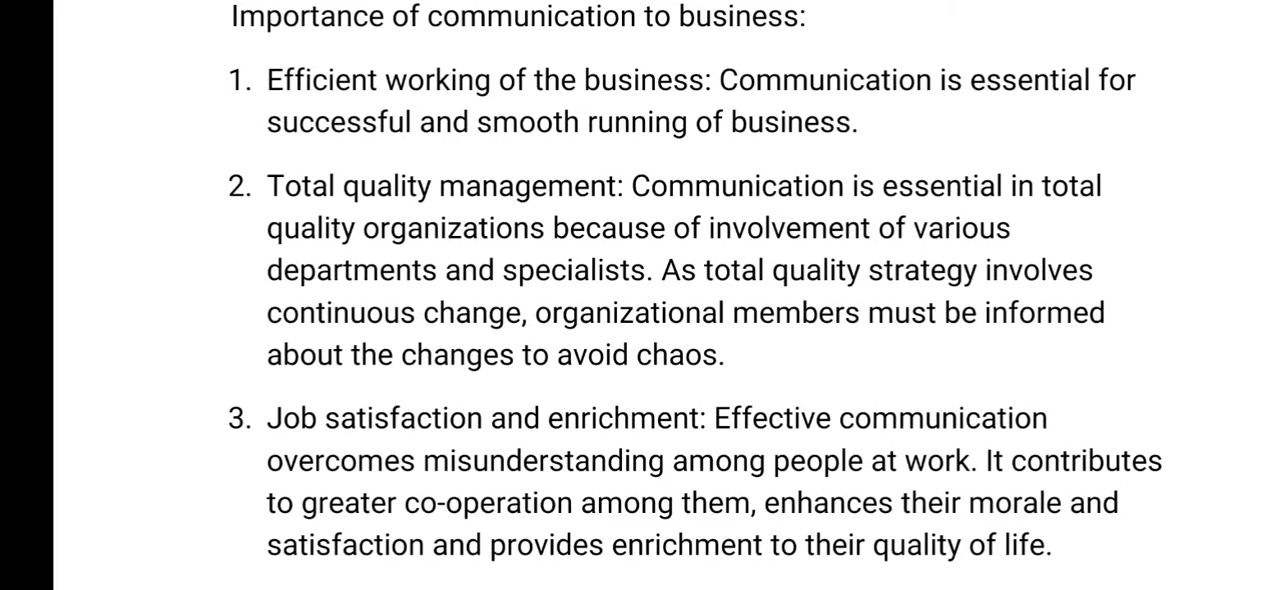 Importance of communication to business:
1. Efficient working of the business: Communication is essential for
successful and smooth running of business.
2. Total quality management: Communication is essential in total
quality organizations because of involvement of various
departments and specialists. As total quality strategy involves
continuous change, organizational members must be informed
about the changes to avoid chaos.
3. Job satisfaction and enrichment: Effective communication
overcomes misunderstanding among people at work. It contributes
to greater co-operation among them, enhances their morale and
satisfaction and provides enrichment to their quality of life.